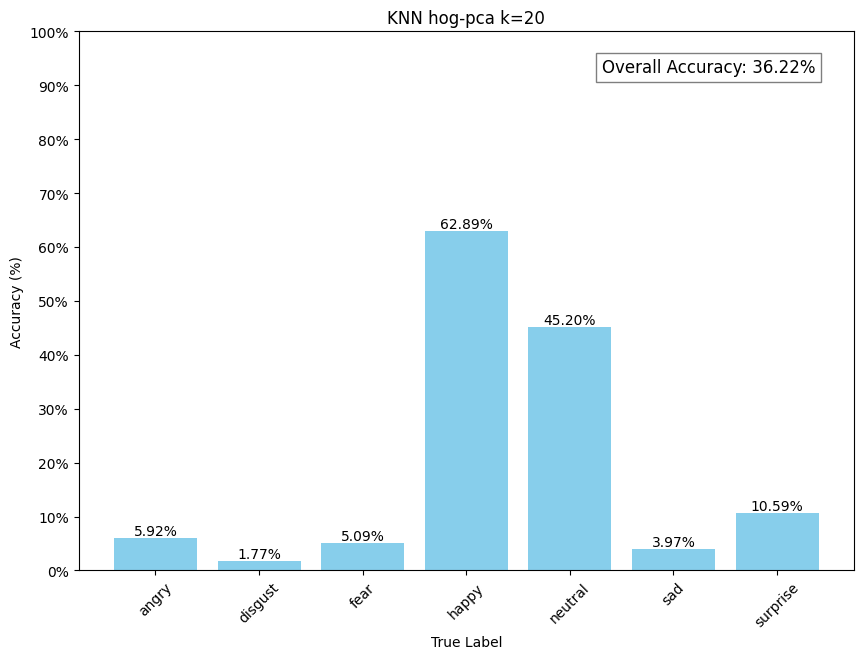 KNN hog-pca k=20
100%
Overall Accuracy: 36.22%
90%
80%
70%
62.89%
60%
50%
45.20%
Accuracy (%)
40%
30%
20%
10%
10.59%
5.92%
5.09%
3.97%
1.77%
0%
angry
disgust
fear
happy
neutral
sad
surprise
True Label